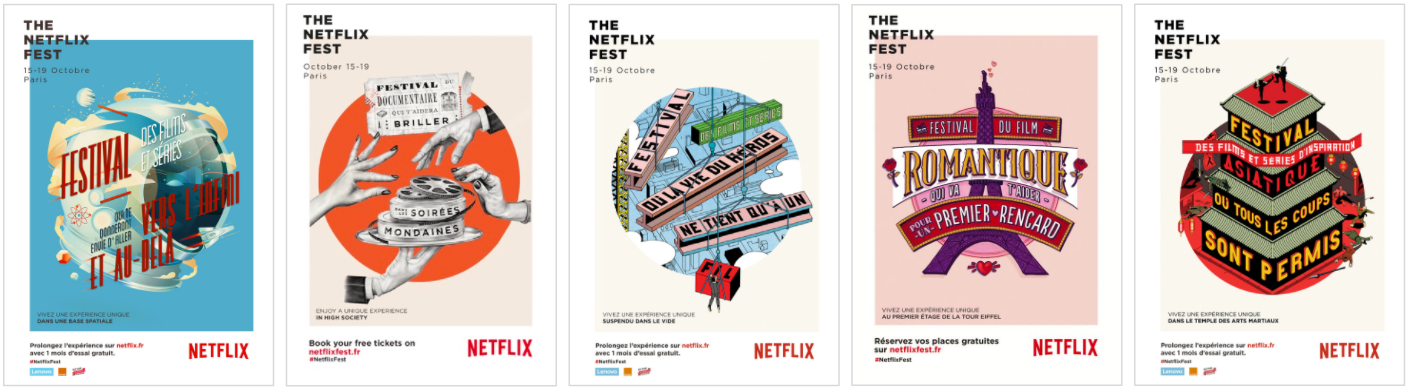 THE
NETFLIX
FEST
15-19 Octobre
Paris
FESTIVAL
DES FILMS
ET SÉRIES
QUI TE
DONNERONT
ENVIE D'ALLER
VERS L'INFINI
ET AU-DELÀ
VIVEZ UNE EXPÉRIENCE UNIQUE
DANS UNE BASE SPATIALE
Prolongez l'expérience sur netflix.fr
avec 1 mois d'essai gratuit.
#NetflixFest
Lenovo
NETFLIX
THE
NETFLIX
FEST
October 15-19
Paris
FESTIVAL DU
DOCUMENTAIRE
QUI T'AIDERA
À BRILLER
DANS LES SOIRÉES
MONDAINES
ENJOY A UNIQUE EXPERIENCE
IN HIGH SOCIETY
Book your free tickets on
netflixfest.fr
#NetflixFest
NETFLIX
THE
NETFLIX
FEST
15-19 Octobre
Paris
FESTIVAL
DES FILMS ET SÉRIES
OÙ LA VIE DU HÉROS
NE TIENT QU'À UN
FIL
VIVEZ UNE EXPÉRIENCE UNIQUE
SUSPENDU DANS LE VIDE
Prolongez l'expérience sur netflix.fr
avec 1 mois d'essai gratuit.
#NetflixFest
Lenovo
NETFLIX
THE
NETFLIX
FEST
15-19 Octobre
Paris
FESTIVAL DU FILM
ROMANTIQUE
QUI VA T'AIDER
POUR UN PREMIER RENCARD
VIVEZ UNE EXPÉRIENCE UNIQUE
AU PREMIER ÉTAGE DE LA TOUR EIFFEL
Réservez vos places gratuites
sur netflixfest.fr
#NetflixFest
NETFLIX
THE
NETFLIX
FEST
15-19 Octobre
Paris
FESTIVAL
DES FILMS ET SÉRIES D'INSPIRATION
ASIATIQUE
OÙ TOUS LES COUPS
SONT PERMIS
VIVEZ UNE EXPÉRIENCE UNIQUE
DANS LE TEMPLE DES ARTS MARTIAUX
Prolongez l'expérience sur netflix.fr
avec 1 mois d'essai gratuit.
#NetflixFest
Lenovo
NETFLIX